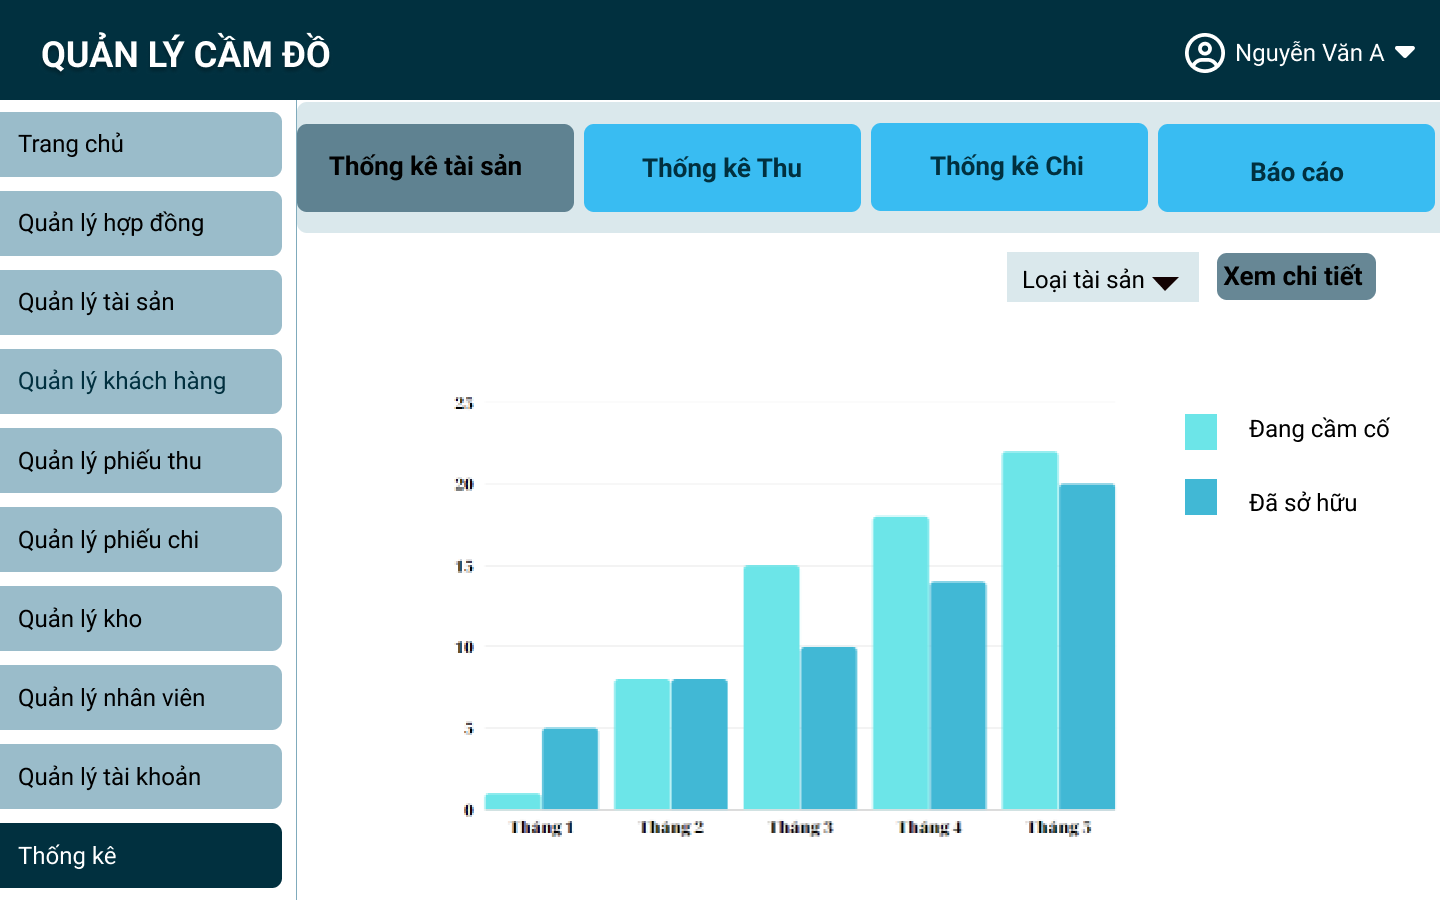 QUẢN LÝ CẦM ĐỒ
Nguyễn Văn A
Trang chủ
Quản lý hợp đồng
Quản lý tài sản
Quản lý khách hàng
Quản lý phiếu thu
Quản lý phiếu chi
Quản lý kho
Quản lý nhân viên
Quản lý tài khoản
Thống kê
Thống kê tài sản
Thống kê Thu
Thống kê Chi
Báo cáo
Loại tài sản
Xem chi tiết
25
20
15
10
5
0
Tháng 1
Tháng 2
Tháng 3
Tháng 4
Tháng 5
Đang cầm cố
Đã sở hữu